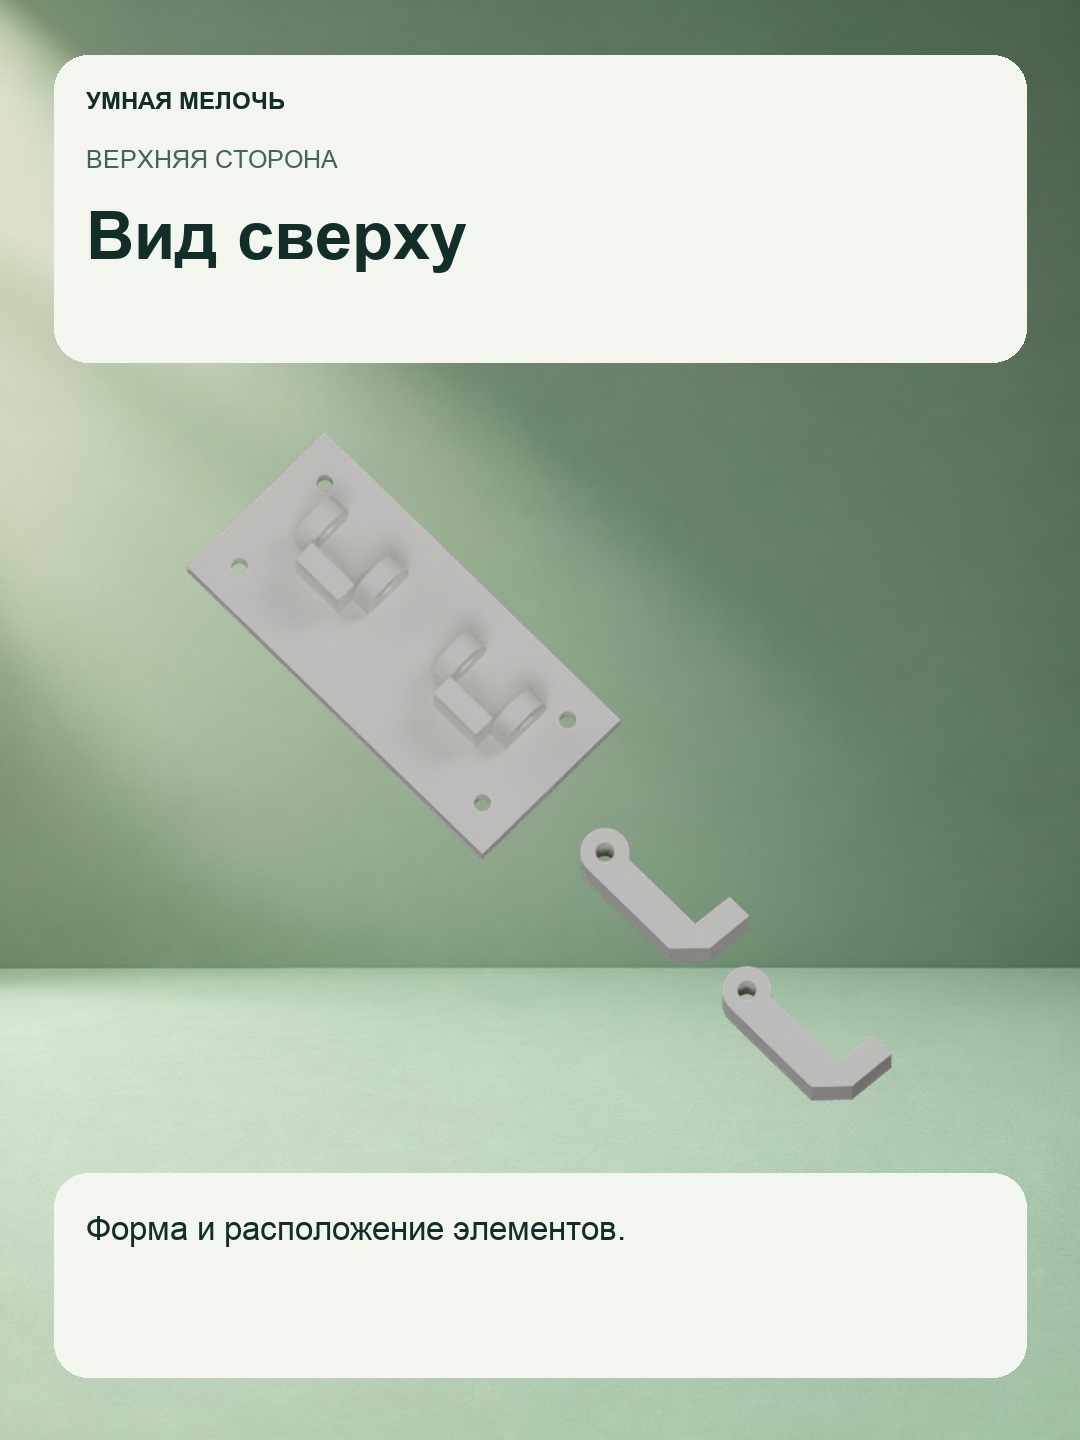 УМНАЯ МЕЛОЧЬ
ВЕРХНЯЯ СТОРОНА
Вид сверху
Форма и расположение элементов.